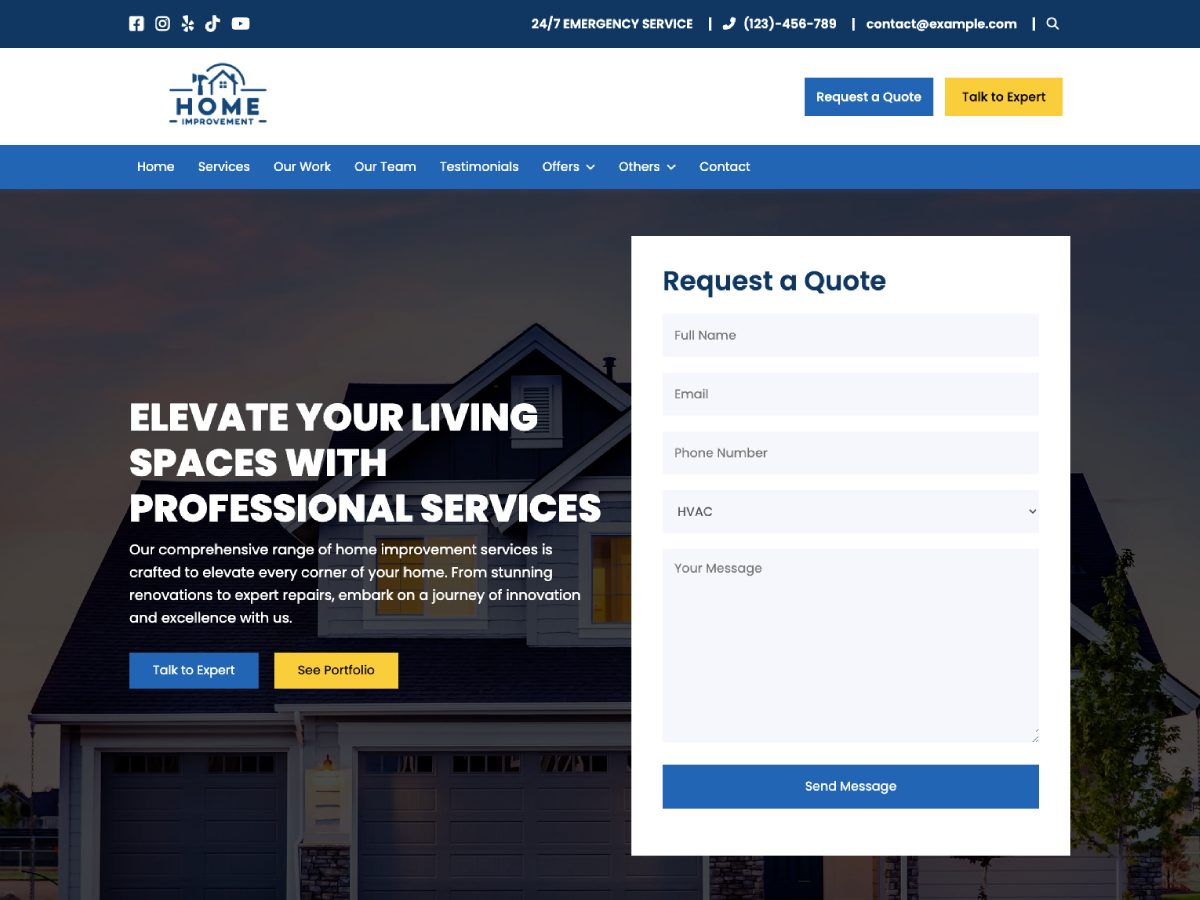 24/7 EMERGENCY SERVICE | (123)-456-789 | contact@example.com |
HOME
IMPROVEMENT
Request a Quote
Talk to Expert
Home Services Our Work Our Team Testimonials Offers Others Contact
ELEVATE YOUR LIVING
SPACES WITH
PROFESSIONAL SERVICES
Our comprehensive range of home improvement services is
crafted to elevate every corner of your home. From stunning
renovations to expert repairs, embark on a journey of innovation
and excellence with us.
Talk to Expert
See Portfolio
Request a Quote
Full Name
Email
Phone Number
HVAC
Your Message
Send Message